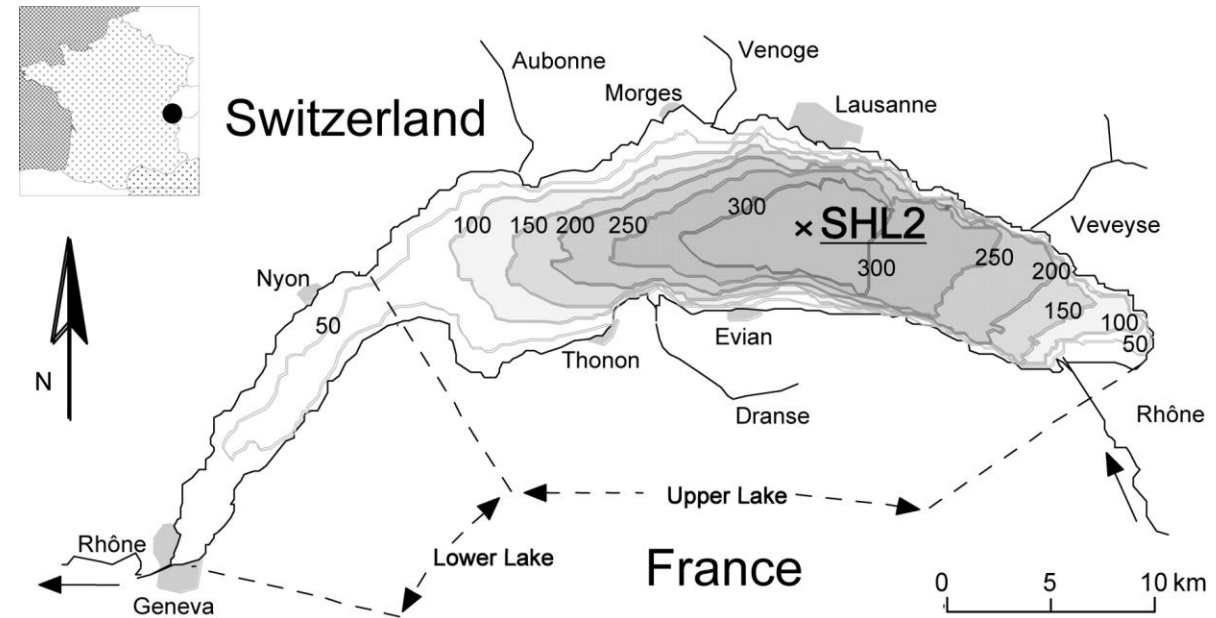 Venoge
Aubonne
Morges
Lausanne
Switzerland
300
× SHL2
100
150
200
250
Veveyse
250
300
200
Nyon
150
50
100
50
Evian
Thonon
N
Dranse
Rhône
Upper Lake
Rhône
Lower Lake
France
0
5
10 km
Geneva